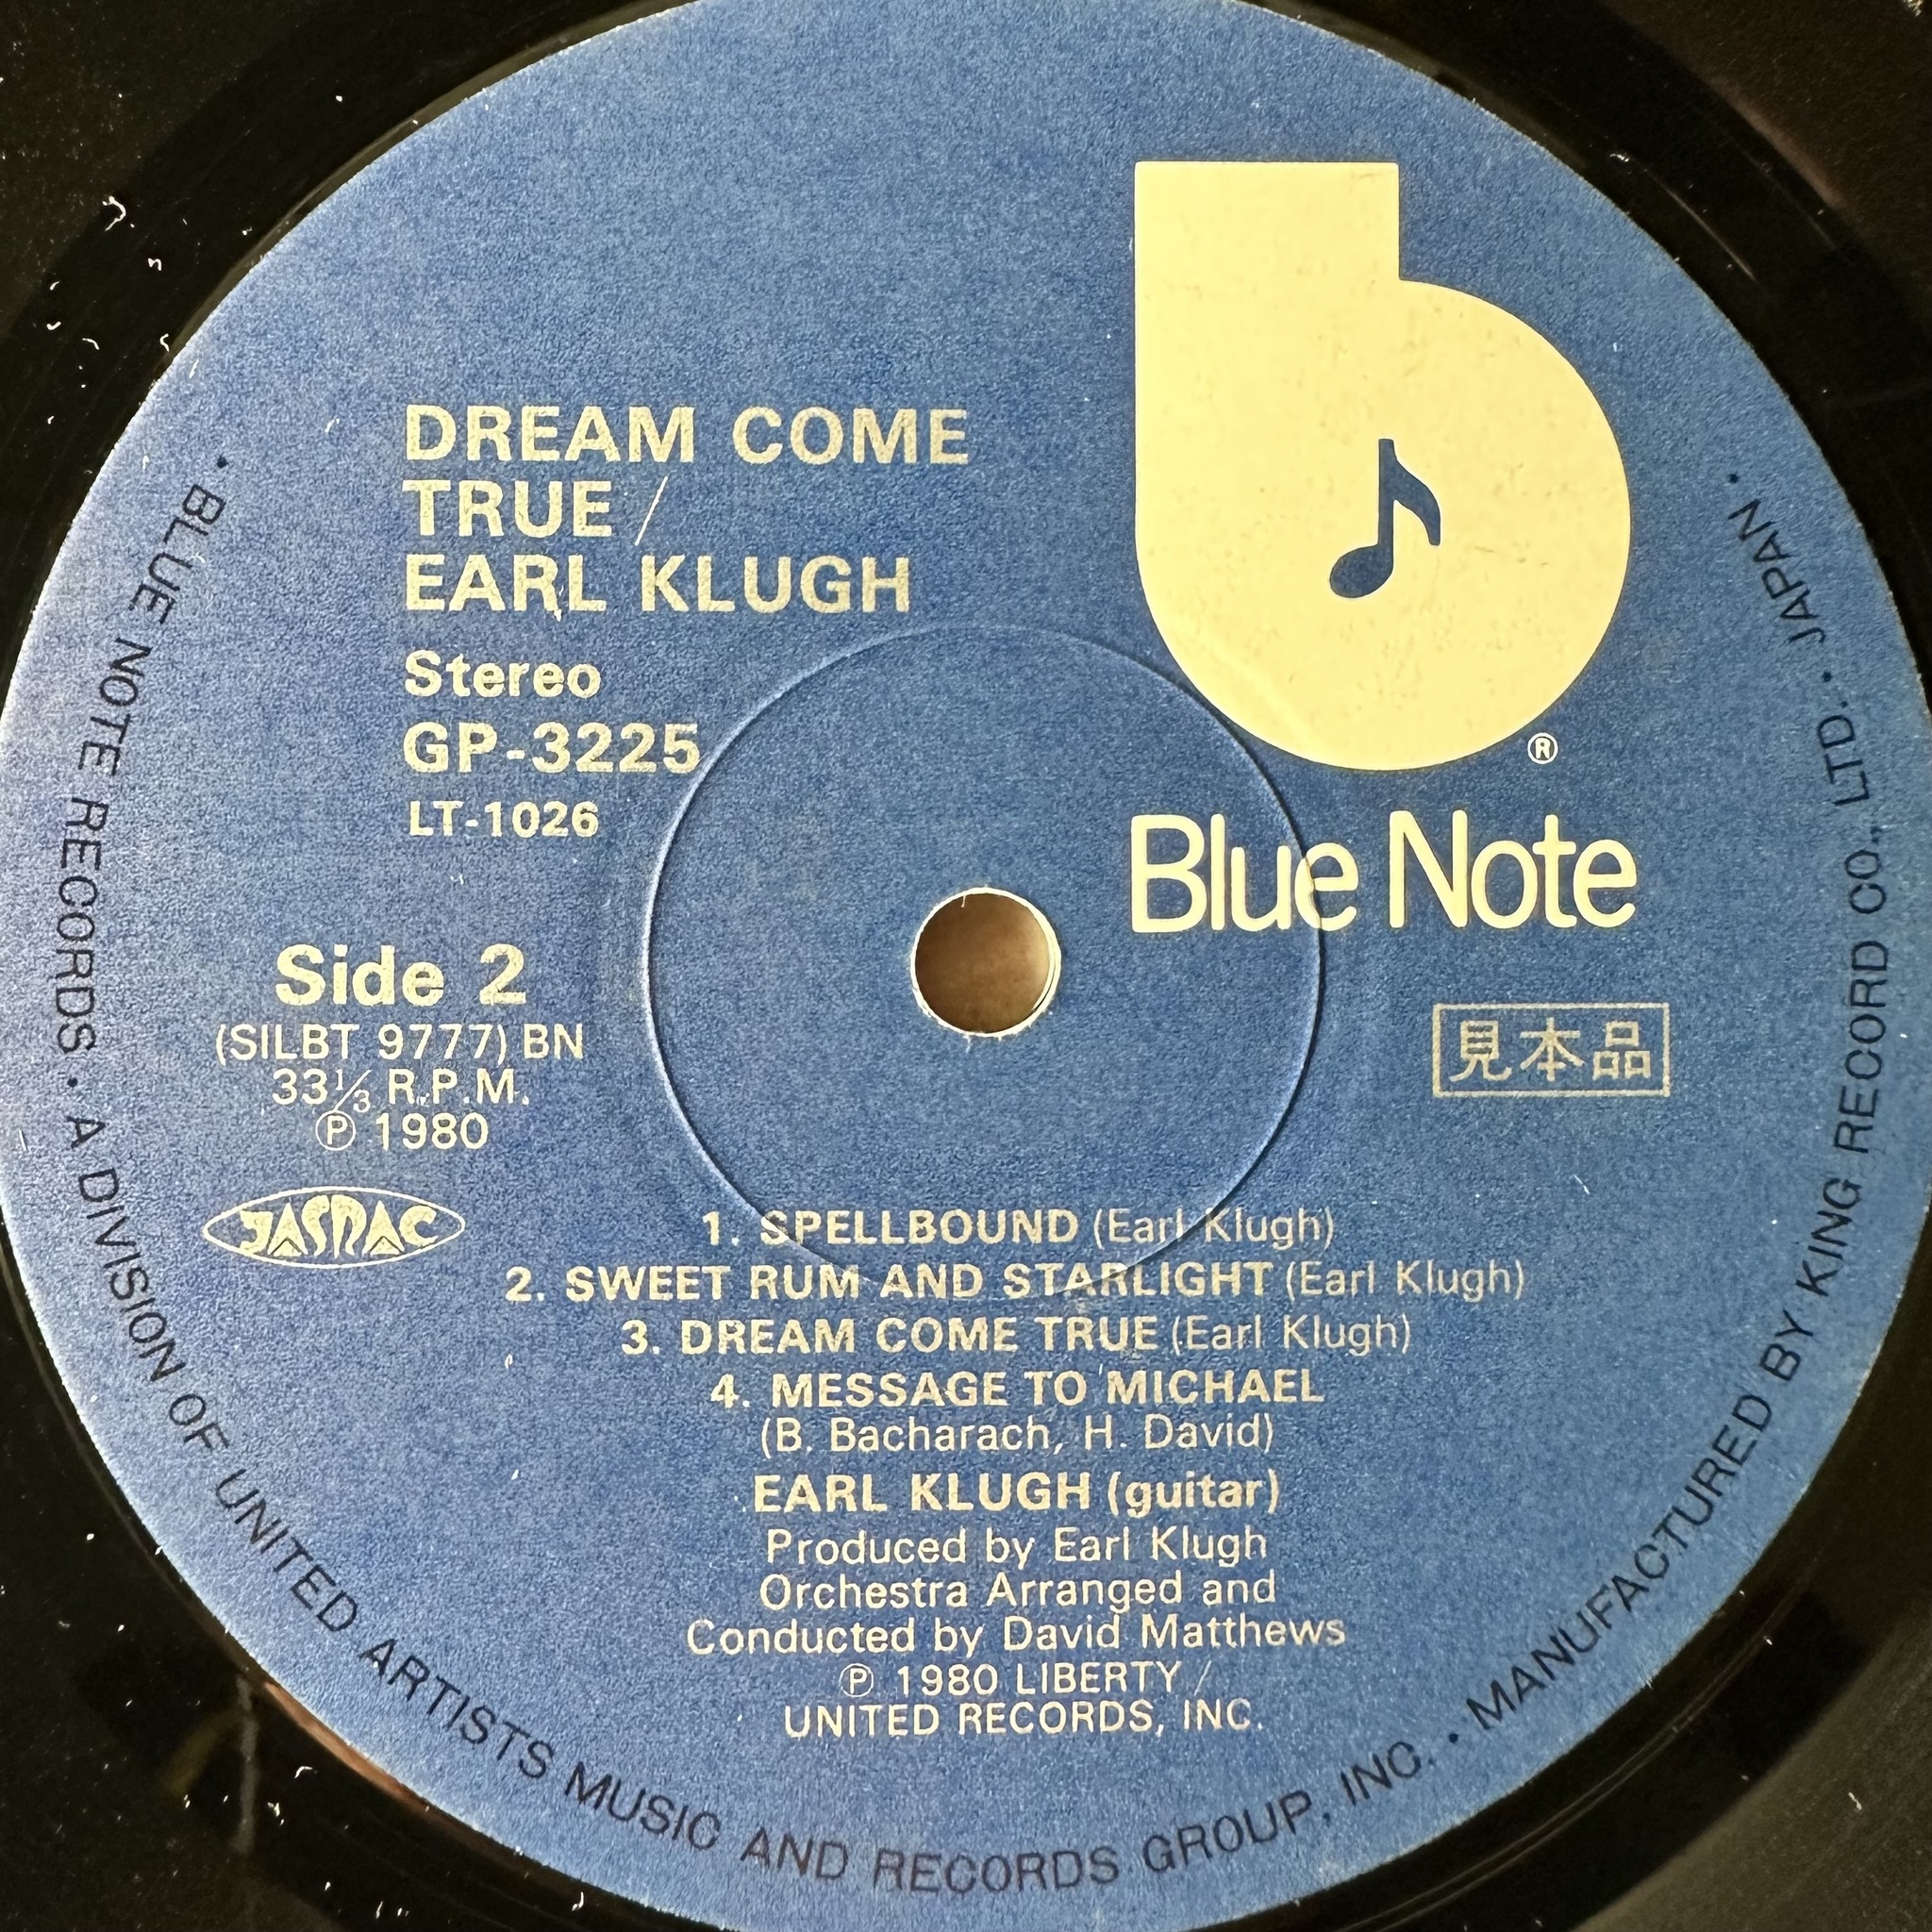 DREAM COME
TRUE /
EARL KLUGH
Stereo
GP-3225
LT-1026
®
Blue Note
Side 2
(SILBT 9777) BN
33⅓ R.P.M.
Ⓟ 1980
見本品
JASRAC
1. SPELLBOUND (Earl Klugh)
2. SWEET RUM AND STARLIGHT (Earl Klugh)
3. DREAM COME TRUE (Earl Klugh)
4. MESSAGE TO MICHAEL
(B. Bacharach, H. David)
EARL KLUGH (guitar)
Produced by Earl Klugh
Orchestra Arranged and
Conducted by David Matthews
Ⓟ 1980 LIBERTY /
UNITED RECORDS, INC.
• BLUE NOTE RECORDS • A DIVISION OF UNITED ARTISTS MUSIC AND RECORDS GROUP, INC. • MANUFACTURED BY KING RECORD CO., LTD. • JAPAN •